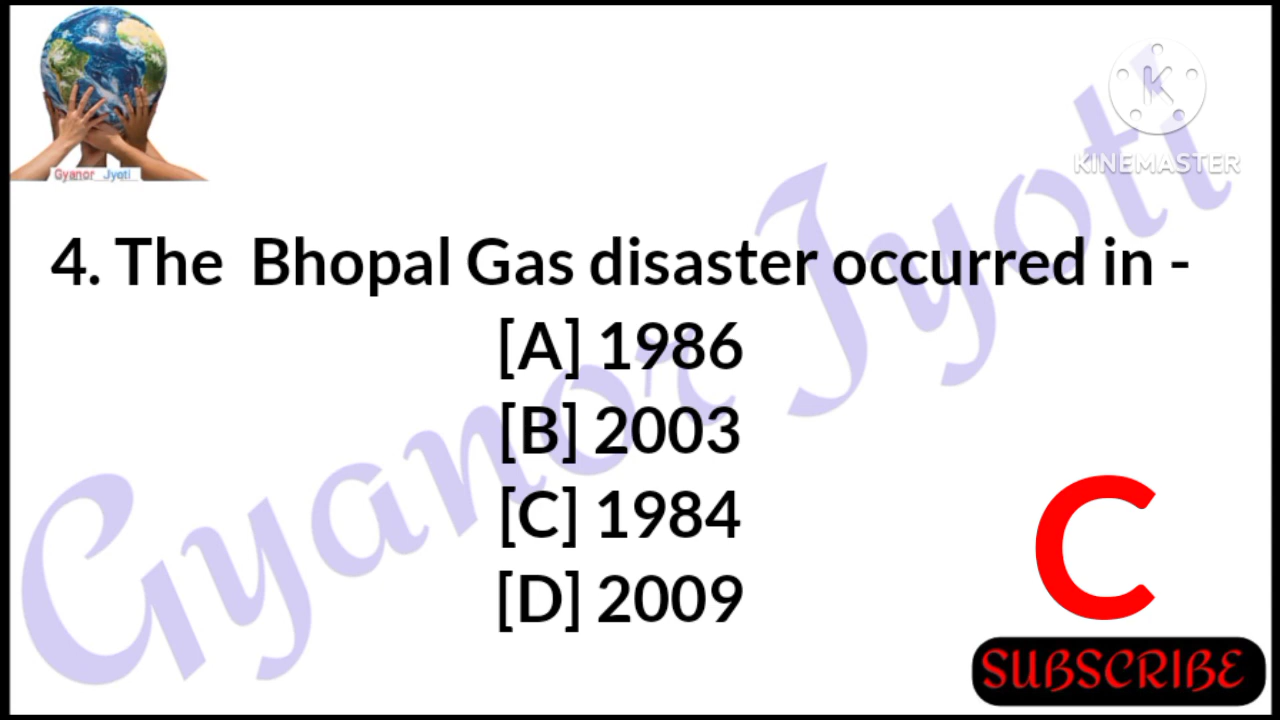 Gyanor Jyoti
K
KINEMASTER
4. The Bhopal Gas disaster occurred in -
[A] 1986
[B] 2003
[C] 1984
[D] 2009
C
SUBSCRIBE
Gyanor Jyoti